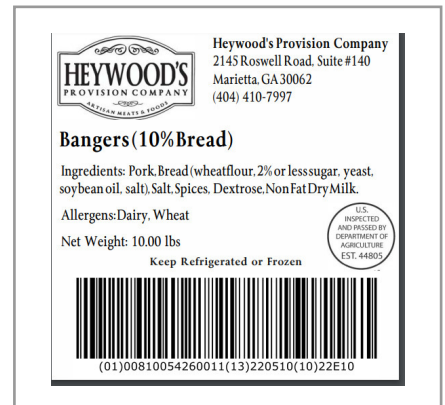 HEYWOOD'S
PROVISION COMPANY
ARTISAN MEATS & FOODS
Heywood's Provision Company
2145 Roswell Road, Suite #140
Marietta, GA 30062
(404) 410-7997
Bangers (10% Bread)
Ingredients: Pork, Bread (wheatflour, 2% or less sugar, yeast,
soybean oil, salt), Salt, Spices, Dextrose, Non Fat Dry Milk.
Allergens: Dairy, Wheat
Net Weight: 10.00 lbs
U.S.
INSPECTED
AND PASSED BY
DEPARTMENT OF
AGRICULTURE
EST. 44805
Keep Refrigerated or Frozen
(01)00810054260011(13)220510(10)22E10